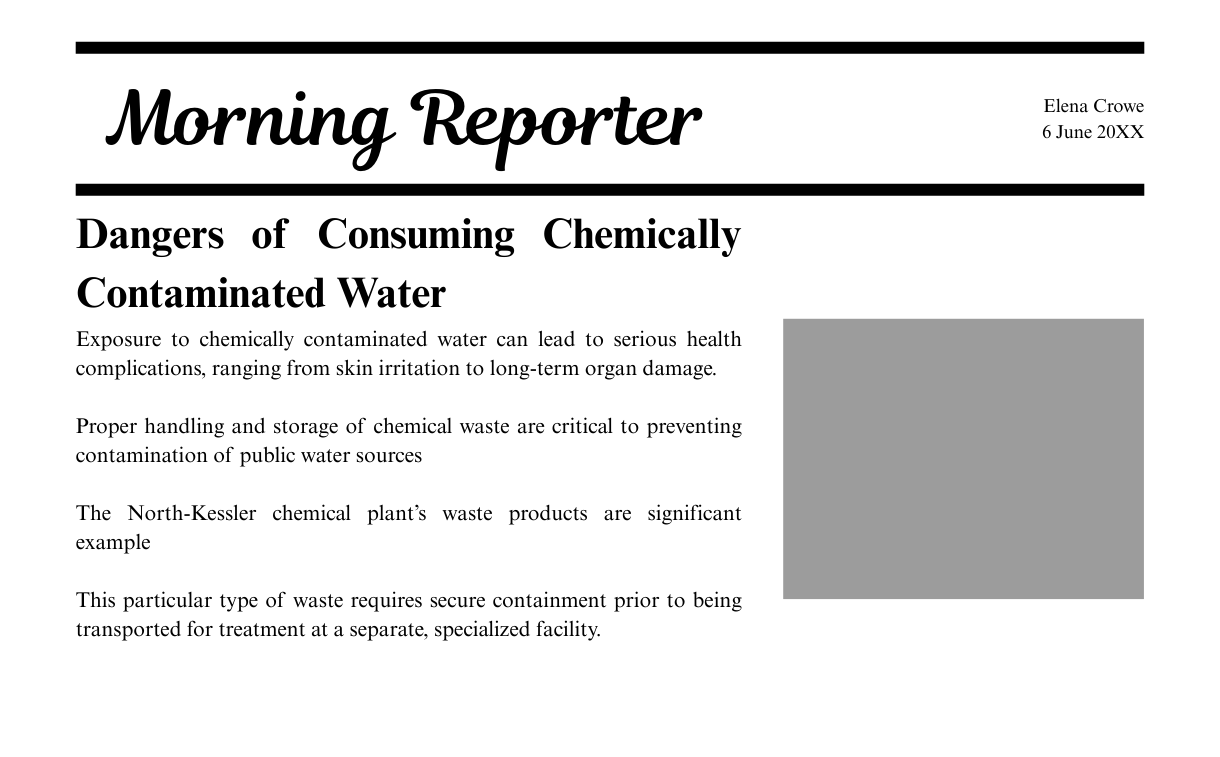 Morning Reporter
Elena Crowe
6 June 20XX
Dangers of Consuming Chemically
Contaminated Water
Exposure to chemically contaminated water can lead to serious health
complications, ranging from skin irritation to long-term organ damage.
Proper handling and storage of chemical waste are critical to preventing
contamination of public water sources
The North-Kessler chemical plant’s waste products are significant
example
This particular type of waste requires secure containment prior to being
transported for treatment at a separate, specialized facility.